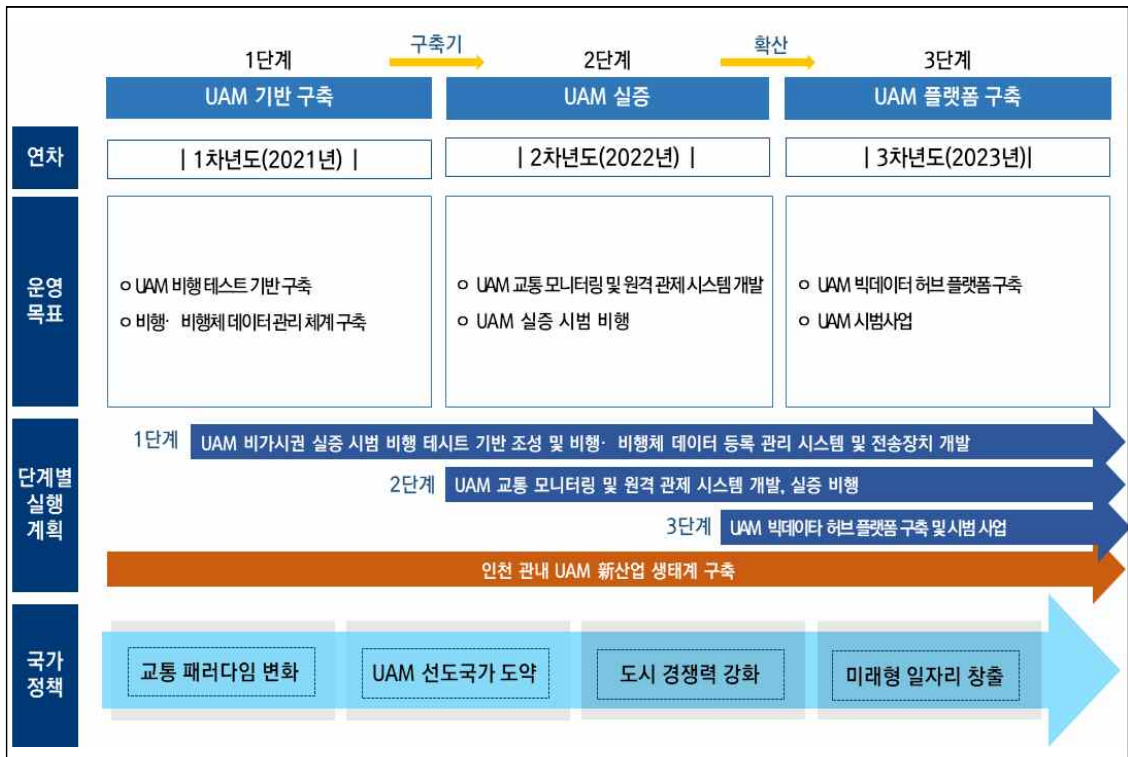 구축기
확산
1단계
2단계
3단계
UAM 기반 구축
UAM 실증
UAM 플랫폼 구축
연차
| 1차년도(2021년) |
| 2차년도(2022년) |
| 3차년도(2023년)|
운영
목표
ㅇ UAM 비행 테스트 기반 구축
ㅇ 비행· 비행체 데이터 관리 체계 구축
ㅇ UAM 교통 모니터링 및 원격 관제 시스템 개발
ㅇ UAM 실증 시범 비행
ㅇ UAM 빅데이터 허브 플랫폼 구축
ㅇ UAM 시범사업
단계별
실행
계획
1단계
UAM 비가시권 실증 시범 비행 테시트 기반 조성 및 비행· 비행체 데이터 등록 관리 시스템 및 전송장치 개발
2단계
UAM 교통 모니터링 및 원격 관제 시스템 개발, 실증 비행
3단계
UAM 빅데이타 허브 플랫폼 구축 및 시범 사업
인천 관내 UAM 新산업 생태계 구축
국가
정책
교통 패러다임 변화
UAM 선도국가 도약
도시 경쟁력 강화
미래형 일자리 창출